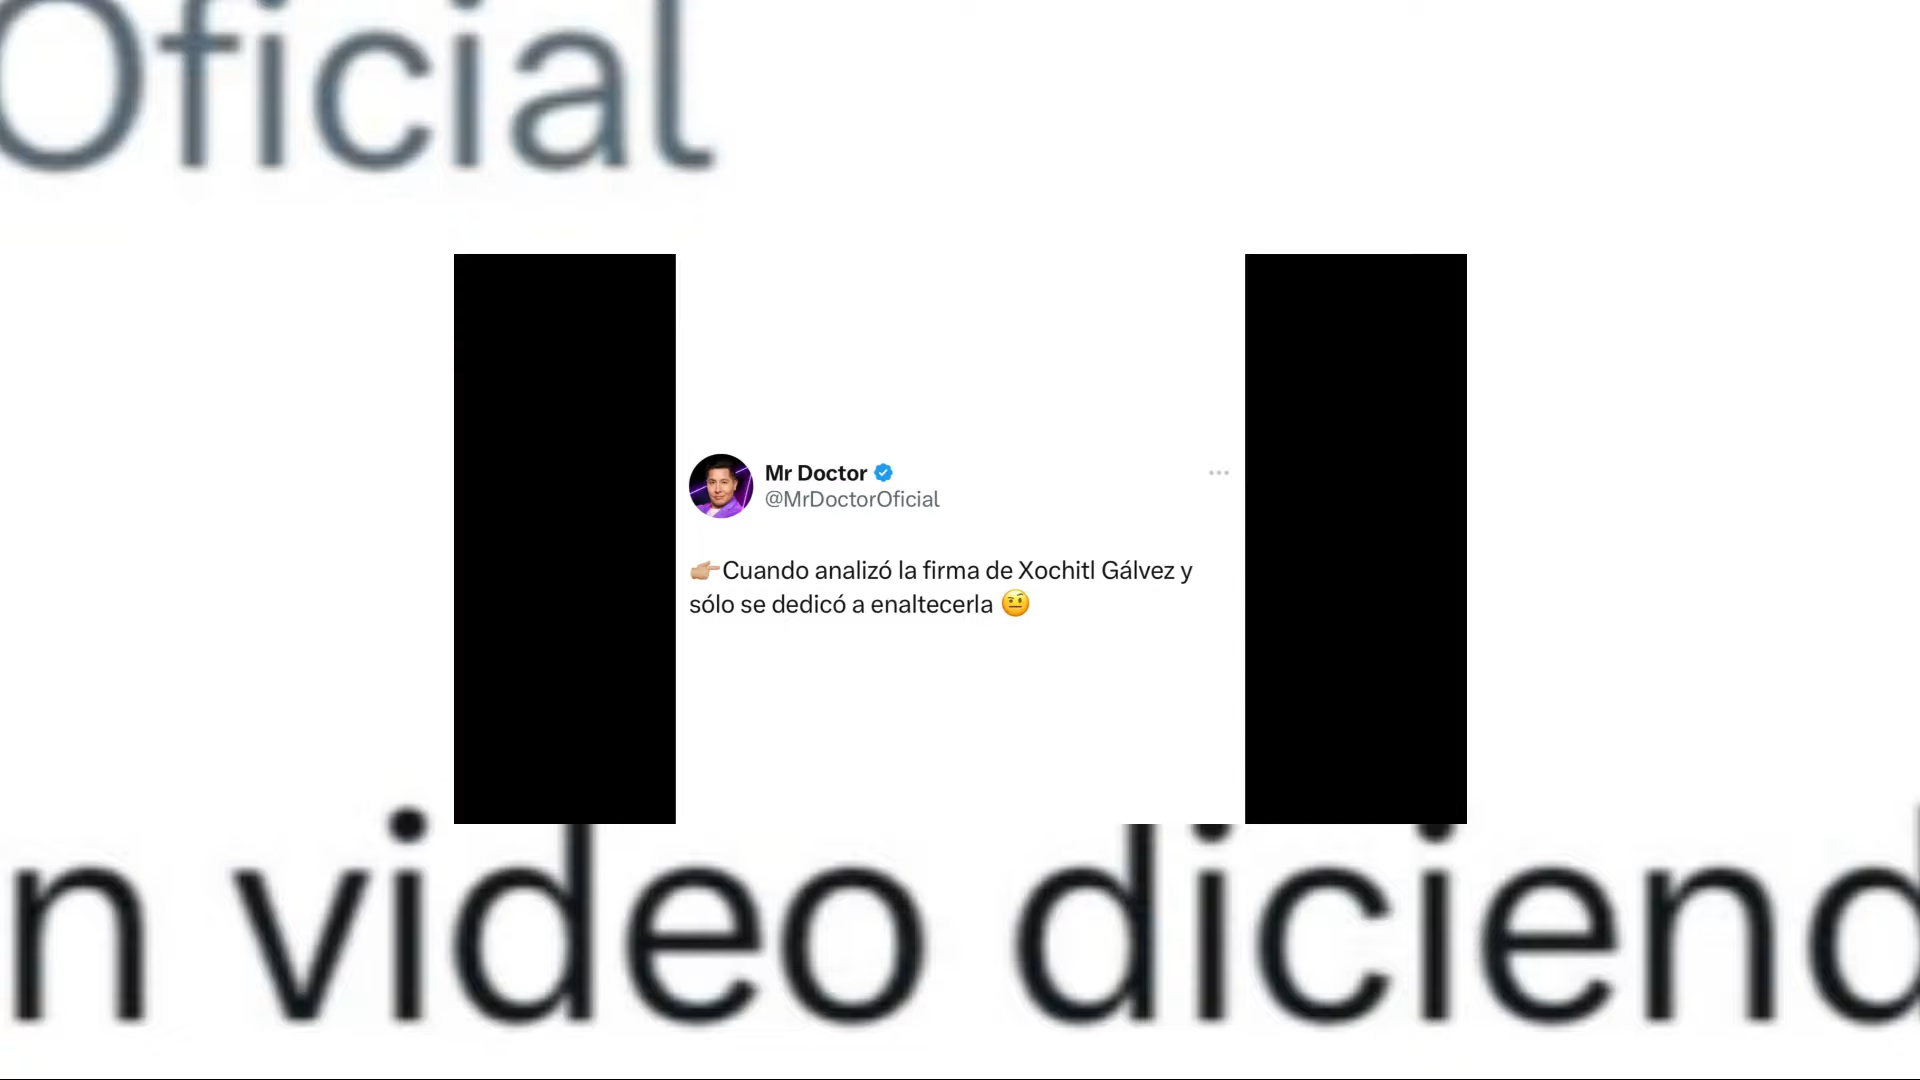 Oficial
Mr Doctor
@MrDoctorOficial
👉🏼Cuando analizó la firma de Xochitl Gálvez y
sólo se dedicó a enaltecerla 🤨
n video diciend